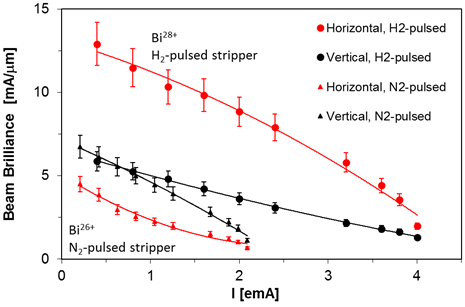 Beam Brilliance [mA/µm]
15
10
5
0
Bi28+
H2-pulsed stripper
Horizontal, H2-pulsed
Vertical, H2-pulsed
Horizontal, N2-pulsed
Vertical, N2-pulsed
Bi26+
N2-pulsed stripper
0 1 2 3 4
I [emA]